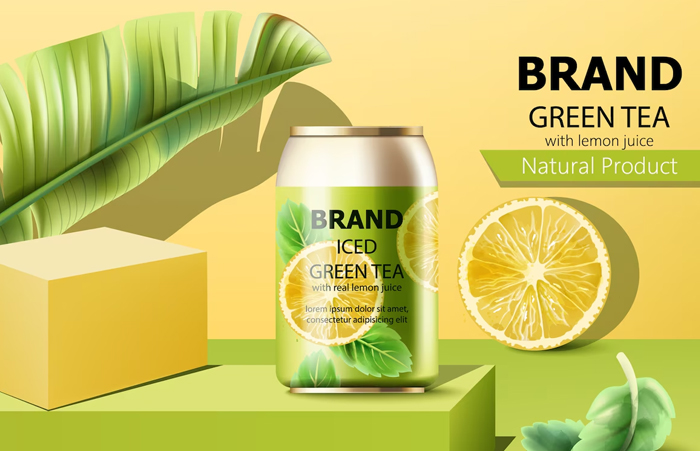 BRAND
GREEN TEA
with lemon juice
Natural Product
BRAND
ICED
GREEN TEA
with real lemon juice
lorem ipsum dolor sit amet,
consectetur adipisicing elit